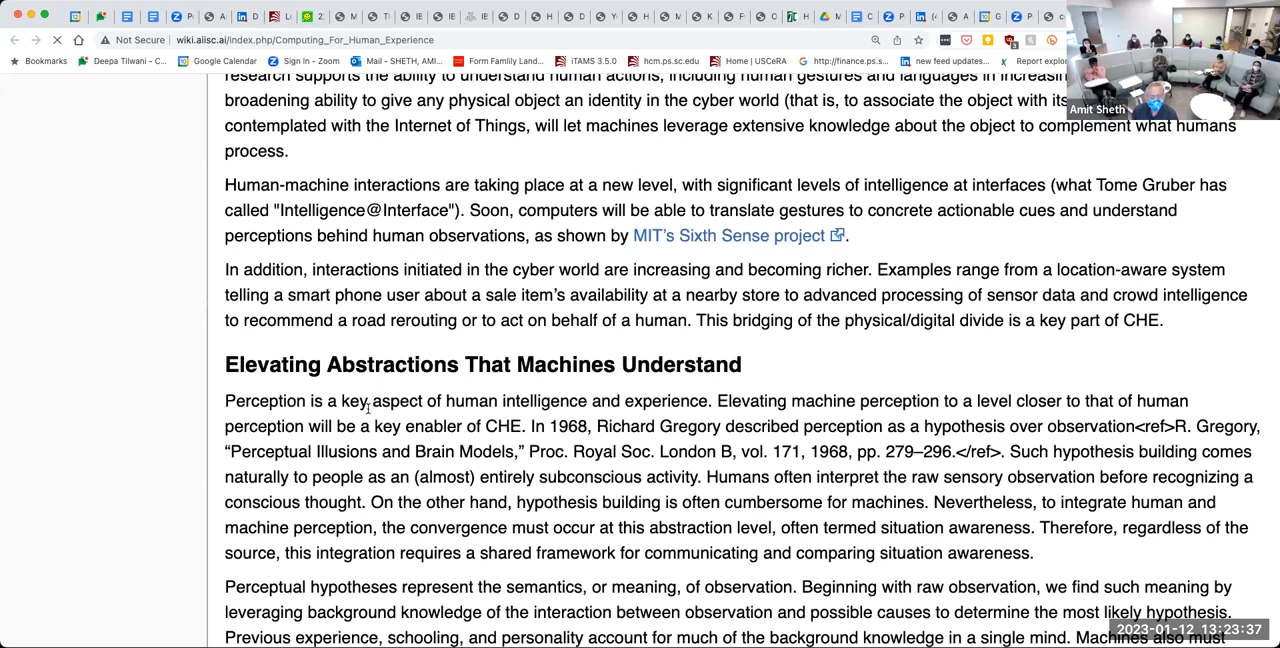 Not Secure | wiki.aiisc.ai/index.php/Computing_For_Human_Experience
Bookmarks Deepa Tilwani - C... Google Calendar Sign In - Zoom Mail - SHETH, AMI... Form Famlily Land... iTAMS 3.5.0 hcm.ps.sc.edu Home | USCeRA http://finance.ps.s... new feed updates... Report explor
Amit Sheth
research supports the ability to understand human actions, including human gestures and languages in increasin
broadening ability to give any physical object an identity in the cyber world (that is, to associate the object with its
contemplated with the Internet of Things, will let machines leverage extensive knowledge about the object to complement what humans
process.
Human-machine interactions are taking place at a new level, with significant levels of intelligence at interfaces (what Tome Gruber has
called "Intelligence@Interface"). Soon, computers will be able to translate gestures to concrete actionable cues and understand
perceptions behind human observations, as shown by MIT's Sixth Sense project.
In addition, interactions initiated in the cyber world are increasing and becoming richer. Examples range from a location-aware system
telling a smart phone user about a sale item's availability at a nearby store to advanced processing of sensor data and crowd intelligence
to recommend a road rerouting or to act on behalf of a human. This bridging of the physical/digital divide is a key part of CHE.
Elevating Abstractions That Machines Understand
Perception is a key aspect of human intelligence and experience. Elevating machine perception to a level closer to that of human
perception will be a key enabler of CHE. In 1968, Richard Gregory described perception as a hypothesis over observation<ref>R. Gregory,
“Perceptual Illusions and Brain Models,” Proc. Royal Soc. London B, vol. 171, 1968, pp. 279–296.</ref>. Such hypothesis building comes
naturally to people as an (almost) entirely subconscious activity. Humans often interpret the raw sensory observation before recognizing a
conscious thought. On the other hand, hypothesis building is often cumbersome for machines. Nevertheless, to integrate human and
machine perception, the convergence must occur at this abstraction level, often termed situation awareness. Therefore, regardless of the
source, this integration requires a shared framework for communicating and comparing situation awareness.
Perceptual hypotheses represent the semantics, or meaning, of observation. Beginning with raw observation, we find such meaning by
leveraging background knowledge of the interaction between observation and possible causes to determine the most likely hypothesis.
Previous experience, schooling, and personality account for much of the background knowledge in a single mind. Machines also must
2023-01-12 13:23:37